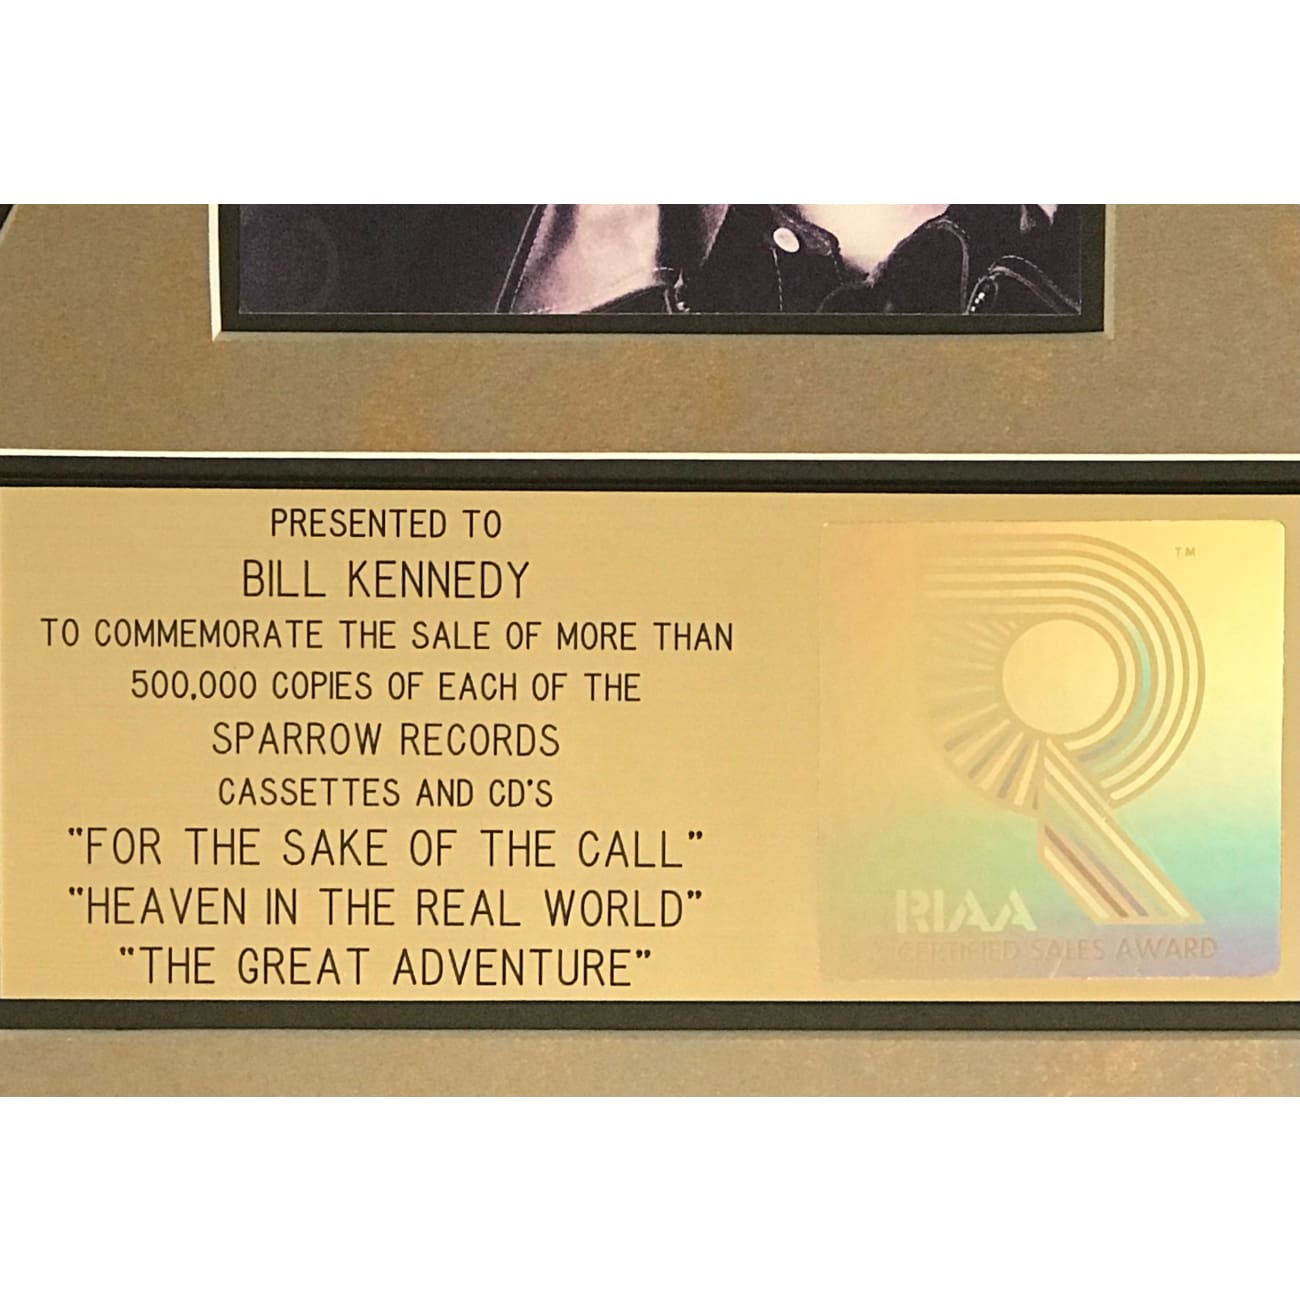 PRESENTED TO
BILL KENNEDY
TO COMMEMORATE THE SALE OF MORE THAN
500,000 COPIES OF EACH OF THE
SPARROW RECORDS
CASSETTES AND CD'S
"FOR THE SAKE OF THE CALL"
"HEAVEN IN THE REAL WORLD"
"THE GREAT ADVENTURE"
TM
RIAA
CERTIFIED SALES AWARD